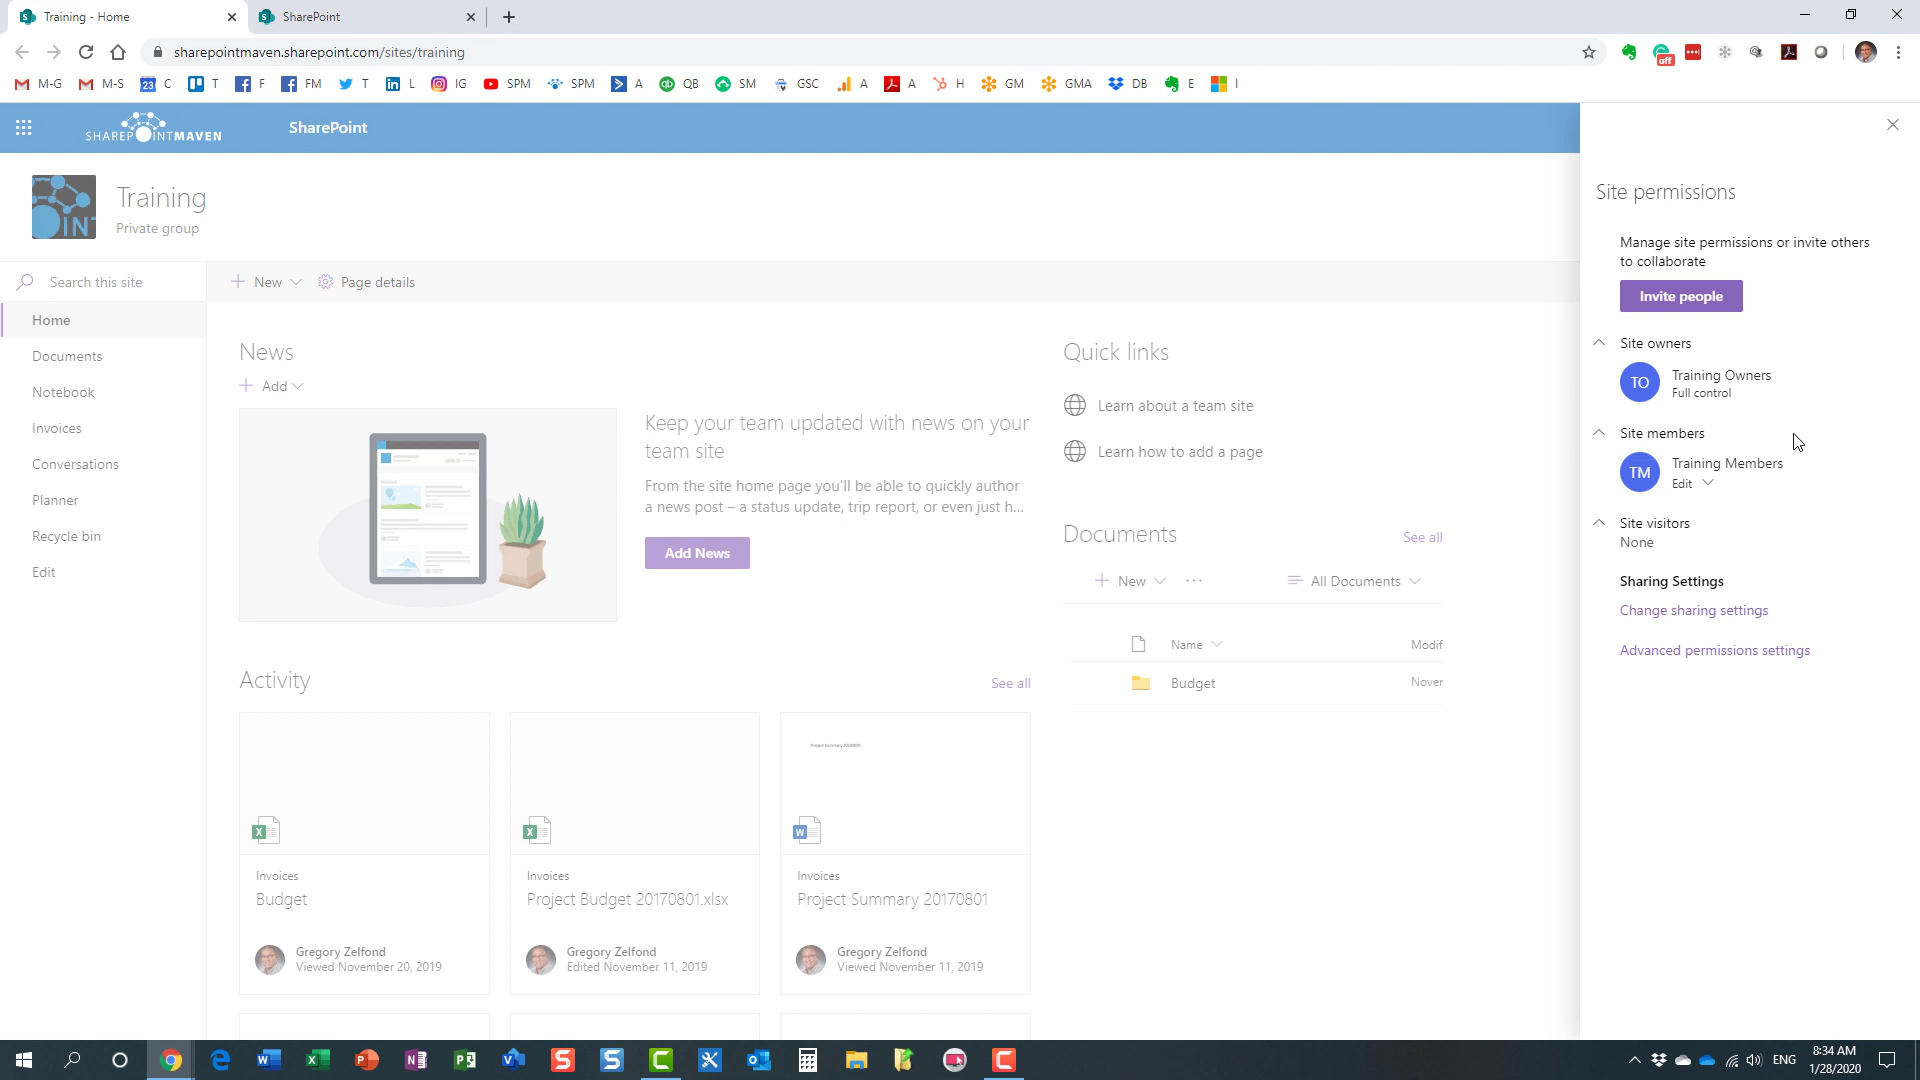 Training - Home
SharePoint
sharepointmaven.sharepoint.com/sites/training
off
M-G
M-S
23
C
T
F
FM
T
L
IG
SPM
SPM
A
QB
SM
GSC
A
A
H
GM
GMA
DB
E
I
SHAREPOINTMAVEN
SharePoint
Training
Private group
Search this site
New
Page details
Home
Documents
Notebook
Invoices
Conversations
Planner
Recycle bin
Edit
News
Add
Keep your team updated with news on your
team site
From the site home page you'll be able to quickly author
a news post – a status update, trip report, or even just h...
Add News
Activity
See all
Invoices
Budget
Gregory Zelfond
Viewed November 20, 2019
Invoices
Project Budget 20170801.xlsx
Gregory Zelfond
Edited November 11, 2019
Project Summary 20170801
Invoices
Project Summary 20170801
Gregory Zelfond
Viewed November 11, 2019
Quick links
Learn about a team site
Learn how to add a page
Documents
See all
New
All Documents
Name
Modif
Budget
Nover
Site permissions
Manage site permissions or invite others
to collaborate
Invite people
Site owners
TO
Training Owners
Full control
Site members
TM
Training Members
Edit
Site visitors
None
Sharing Settings
Change sharing settings
Advanced permissions settings
ENG
8:34 AM
1/28/2020